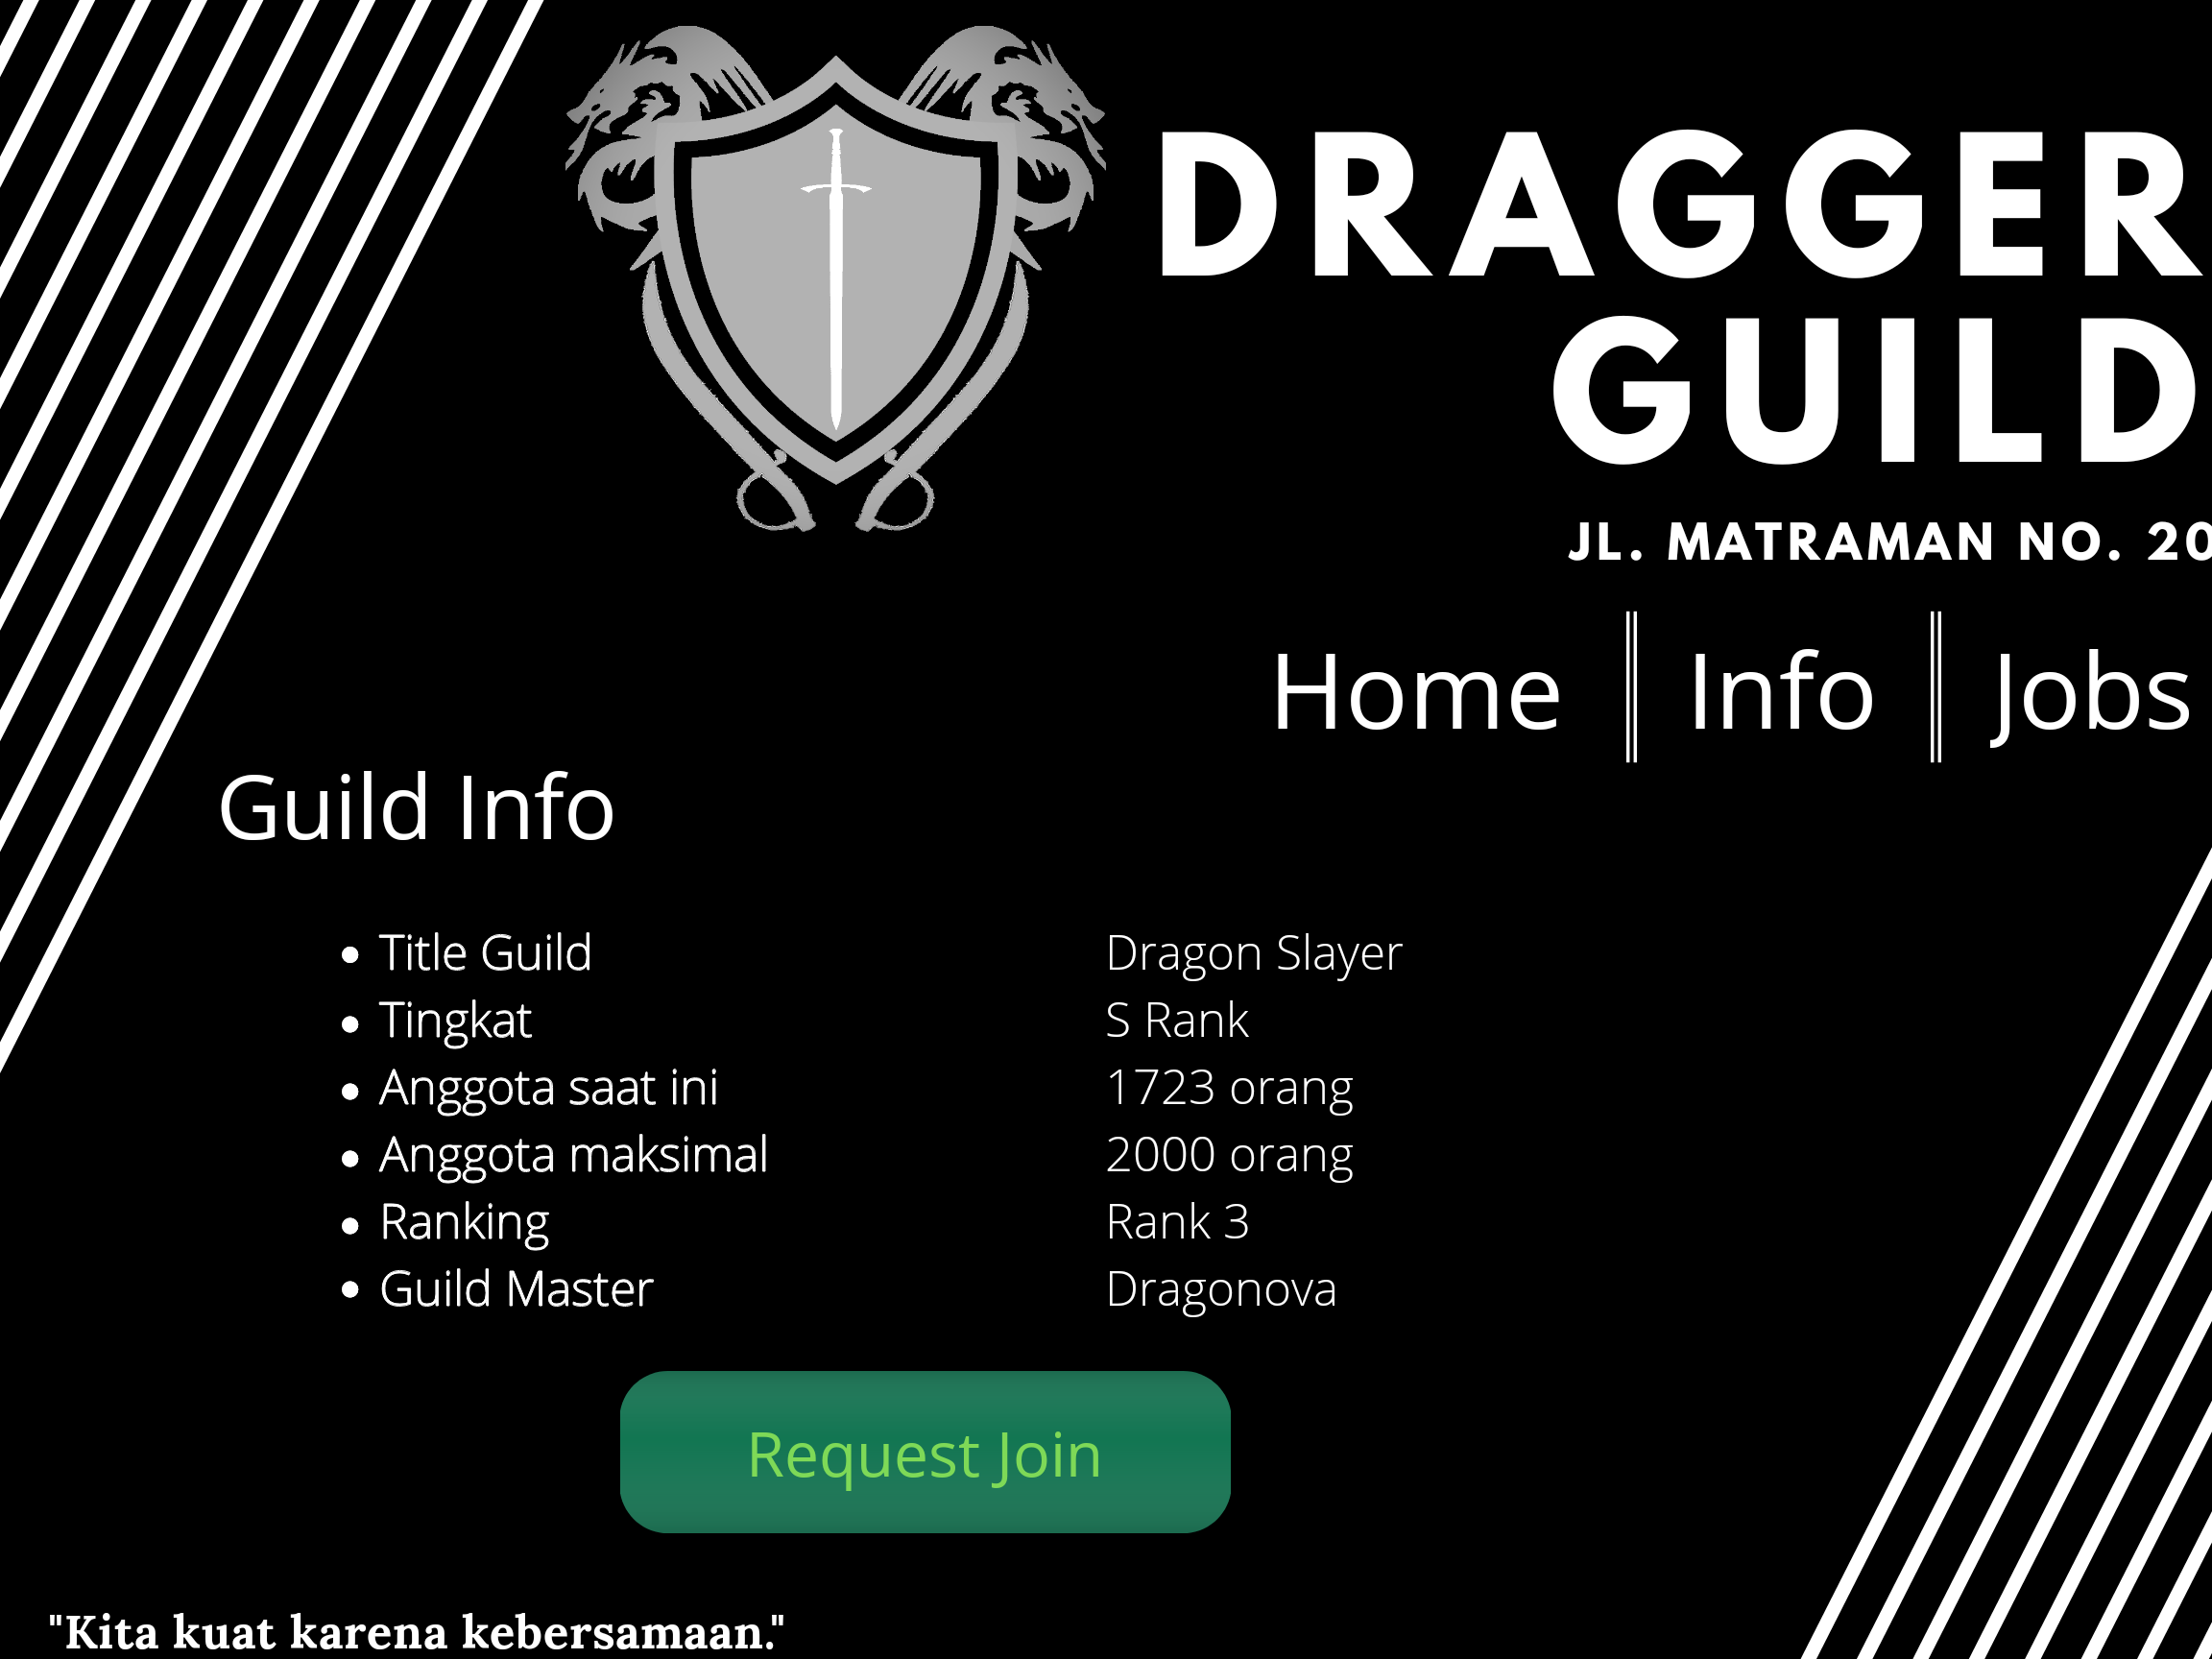 DRAGGER
GUILD
JL. MATRAMAN NO. 20
Home Info Jobs
Guild Info
Title Guild Dragon Slayer
Tingkat S Rank
Anggota saat ini 1723 orang
Anggota maksimal 2000 orang
Ranking Rank 3
Guild Master Dragonova
Request Join
"Kita kuat karena kebersamaan."